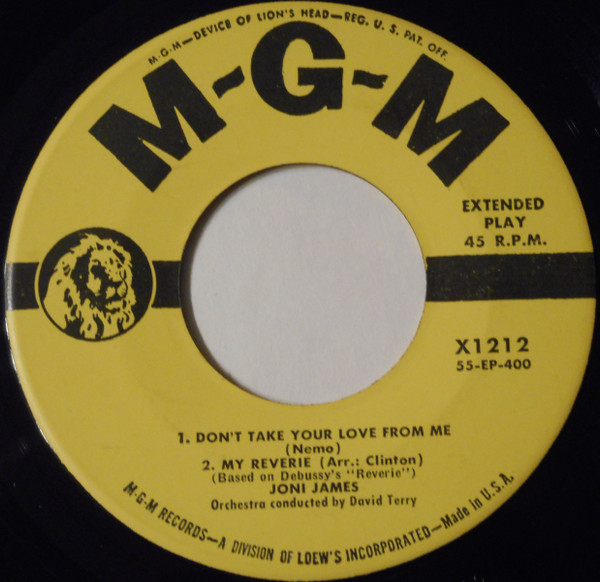 M-G-M—DEVICE OF LION'S HEAD—REG. U. S. PAT. OFF.
M-G-M
EXTENDED
PLAY
45 R.P.M.
X1212
55-EP-400
1. DON'T TAKE YOUR LOVE FROM ME
(Nemo)
2. MY REVERIE (Arr.: Clinton)
(Based on Debussy's "Reverie")
JONI JAMES
Orchestra conducted by David Terry
M-G-M RECORDS—A DIVISION OF LOEW'S INCORPORATED—Made in U.S.A.